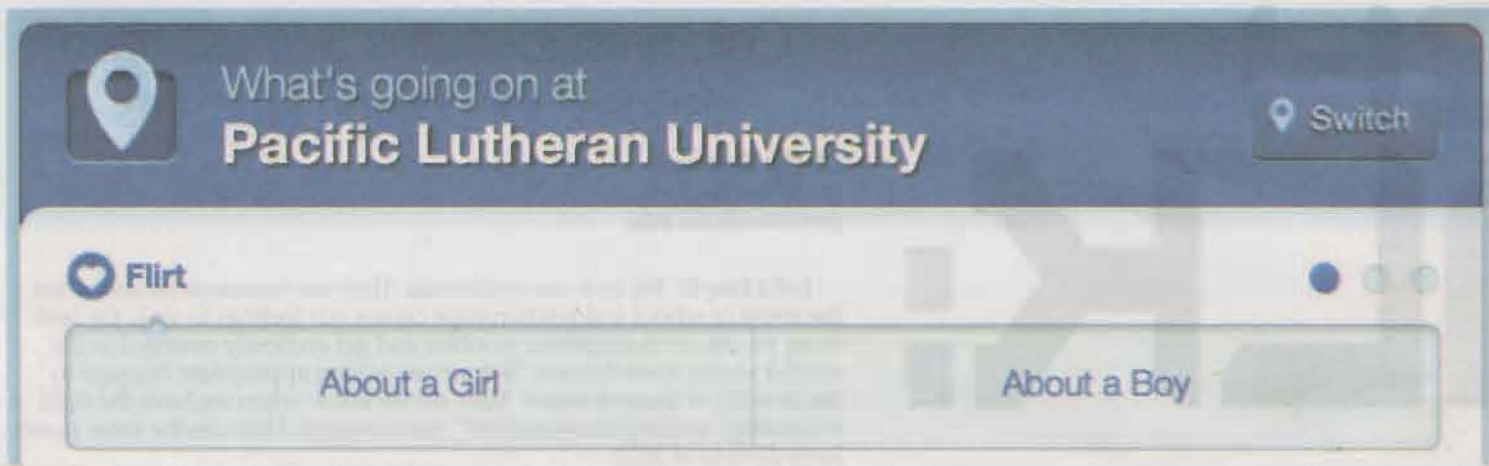 What's going on at
Pacific Lutheran University
Switch
Flirt
About a Girl
About a Boy